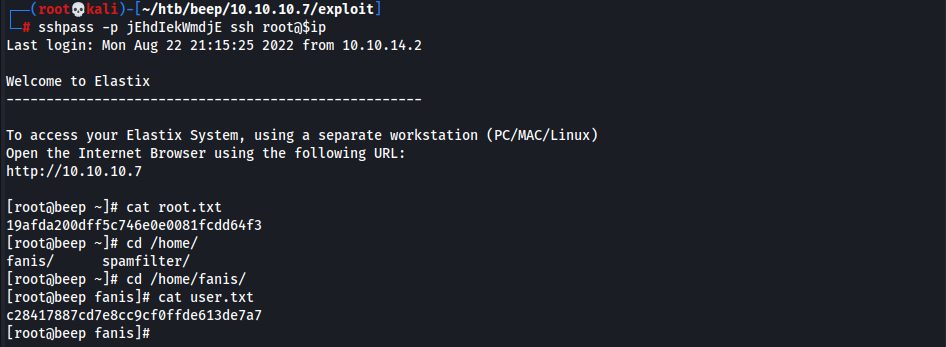 ┌──(root💀kali)-[~/htb/beep/10.10.10.7/exploit]
└─# sshpass -p jEhdIekWmdjE ssh root@$ip
Last login: Mon Aug 22 21:15:25 2022 from 10.10.14.2
Welcome to Elastix
----------------------------------------------------
To access your Elastix System, using a separate workstation (PC/MAC/Linux)
Open the Internet Browser using the following URL:
http://10.10.10.7
[root@beep ~]# cat root.txt
19afda200dff5c746e0e0081fcdd64f3
[root@beep ~]# cd /home/
fanis/      spamfilter/
[root@beep ~]# cd /home/fanis/
[root@beep fanis]# cat user.txt
c28417887cd7e8cc9cf0ffde613de7a7
[root@beep fanis]#